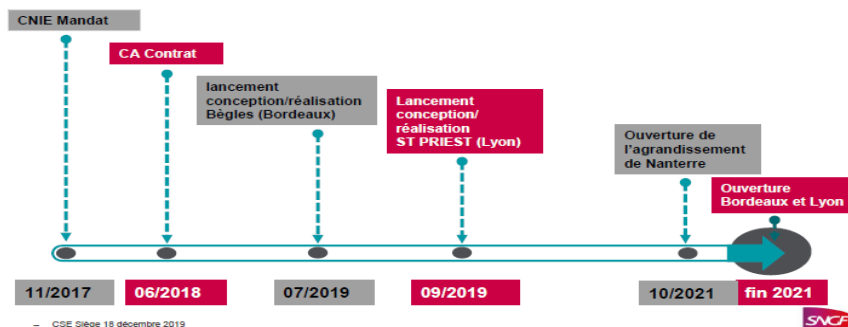 CNIE Mandat
CA Contrat
lancement
conception/réalisation
Bègles (Bordeaux)
Lancement
conception/
réalisation
ST PRIEST (Lyon)
Ouverture de
l'agrandissement
de Nanterre
Ouverture
Bordeaux et Lyon
11/2017
06/2018
07/2019
09/2019
10/2021
fin 2021
– CSE Siège 18 décembre 2019
SNCF